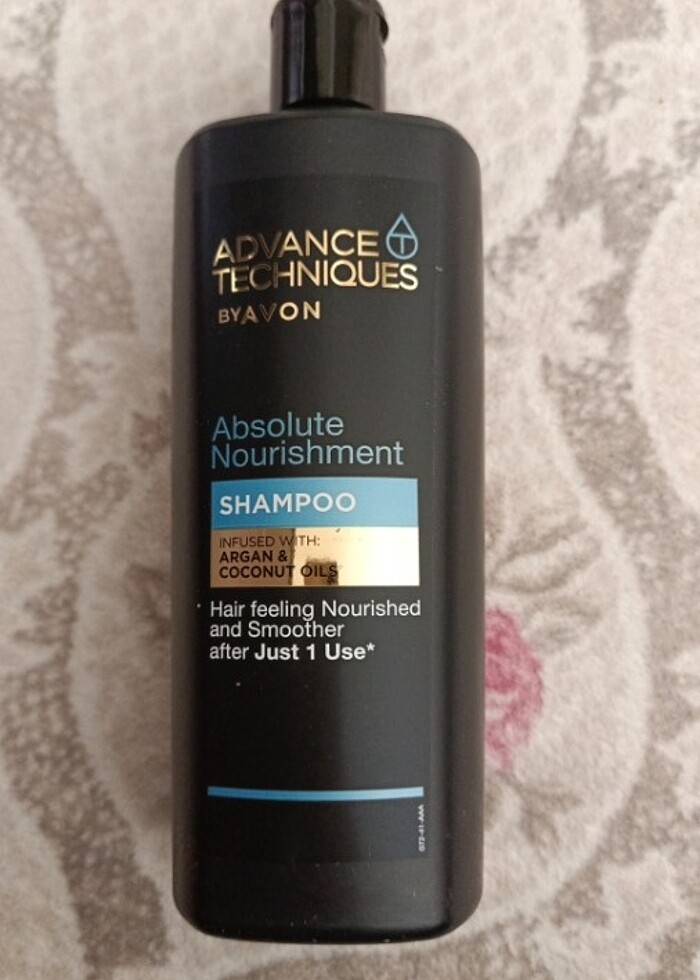 ADVANCE
TECHNIQUES
BY AVON
Absolute
Nourishment
SHAMPOO
INFUSED WITH:
ARGAN &
COCONUT OILS
Hair feeling Nourished
and Smoother
after Just 1 Use*